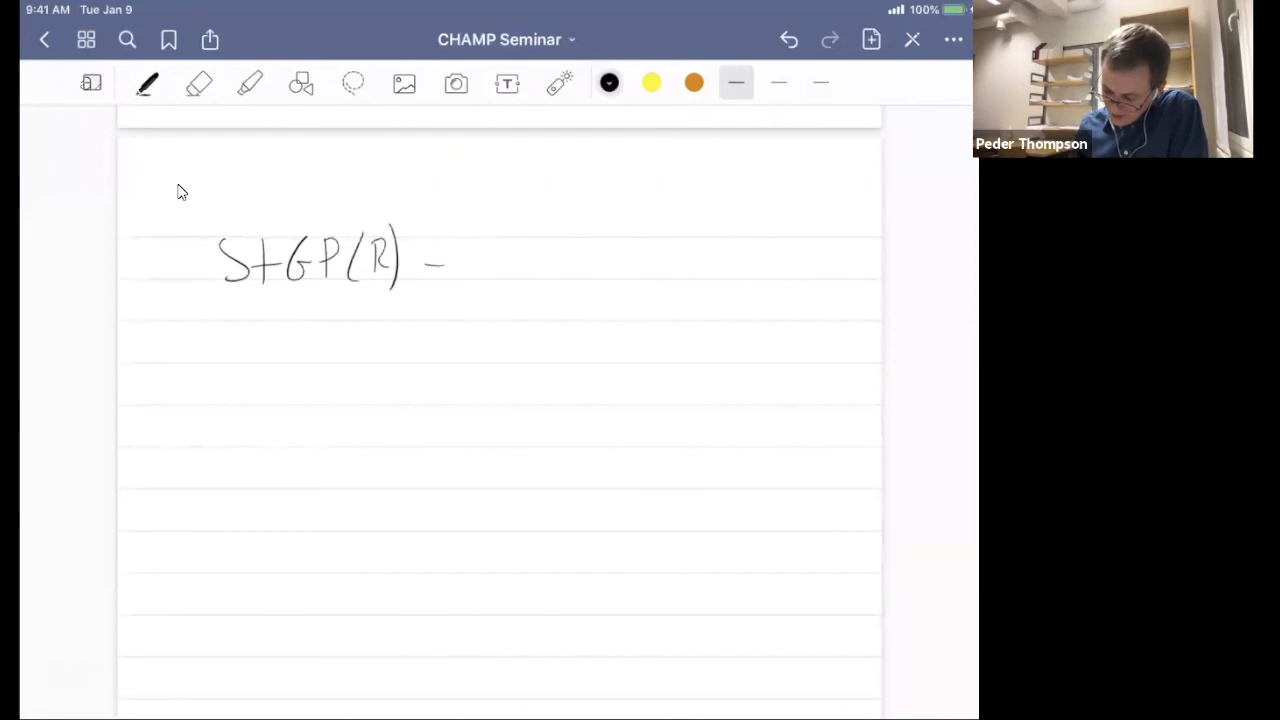 9:41 AM Tue Jan 9
100%
CHAMP Seminar
T
Peder Thompson
StGP(R) -